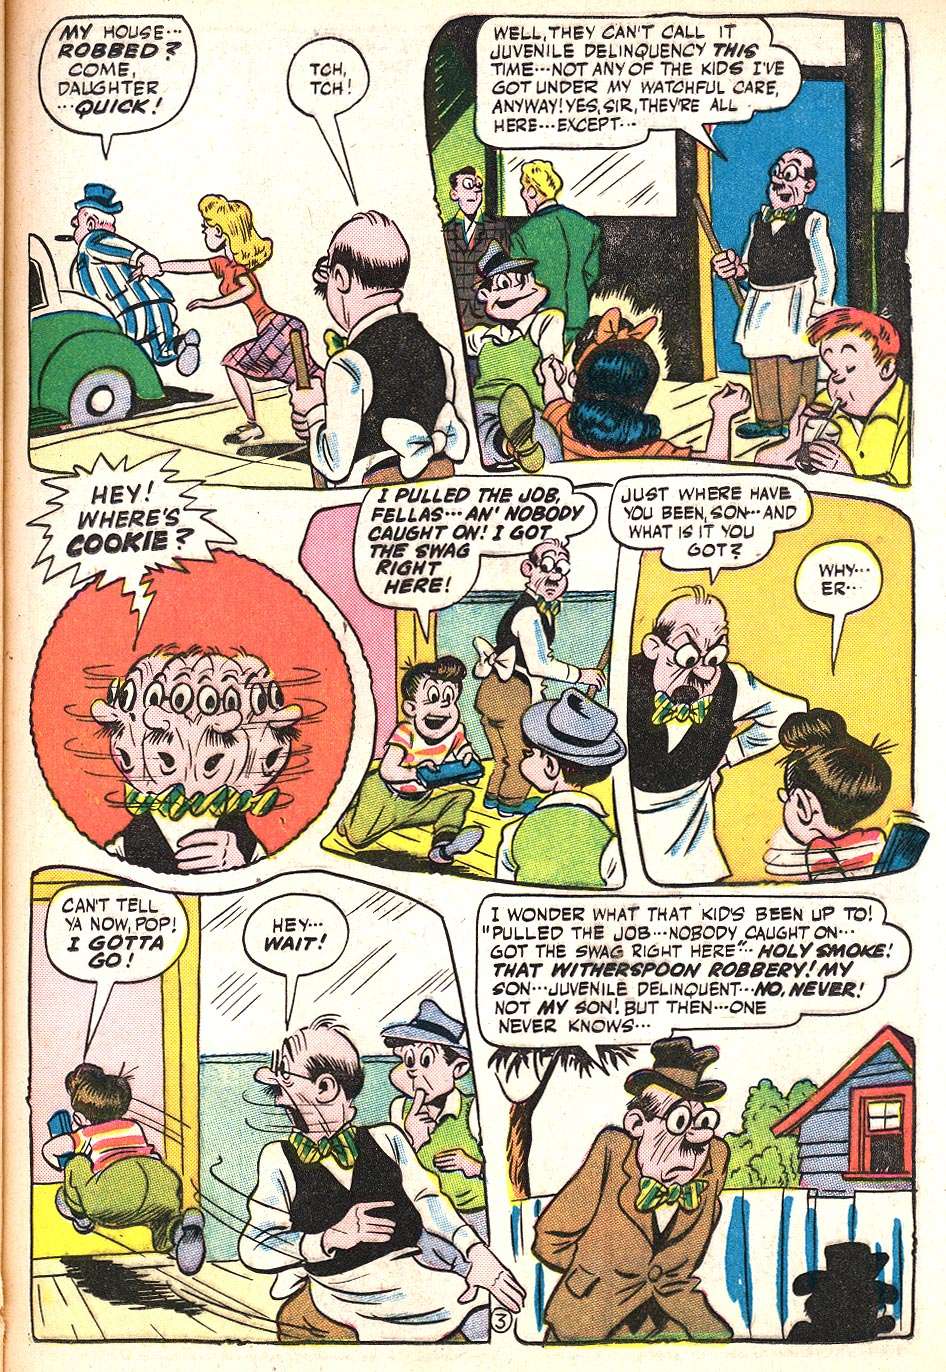 MY HOUSE...
ROBBED?
COME,
DAUGHTER
...QUICK!
TCH,
TCH!
WELL, THEY CAN'T CALL IT
JUVENILE DELINQUENCY THIS
TIME...NOT ANY OF THE KIDS I'VE
GOT UNDER MY WATCHFUL CARE,
ANYWAY! YES, SIR, THEY'RE ALL
HERE...EXCEPT...
HEY!
WHERE'S
COOKIE?
I PULLED THE JOB,
FELLAS... AN' NOBODY
CAUGHT ON! I GOT
THE SWAG
RIGHT
HERE!
JUST WHERE HAVE
YOU BEEN, SON...AND
WHAT IS IT YOU
GOT?
WHY...
ER...
CAN'T TELL
YA NOW, POP!
I GOTTA
GO!
HEY...
WAIT!
I WONDER WHAT THAT KID'S BEEN UP TO!
"PULLED THE JOB...NOBODY CAUGHT ON...
GOT THE SWAG RIGHT HERE"... HOLY SMOKE!
THAT WITHERSPOON ROBBERY! MY
SON...JUVENILE DELINQUENT...NO, NEVER!
NOT MY SON! BUT THEN...ONE
NEVER KNOWS...
3